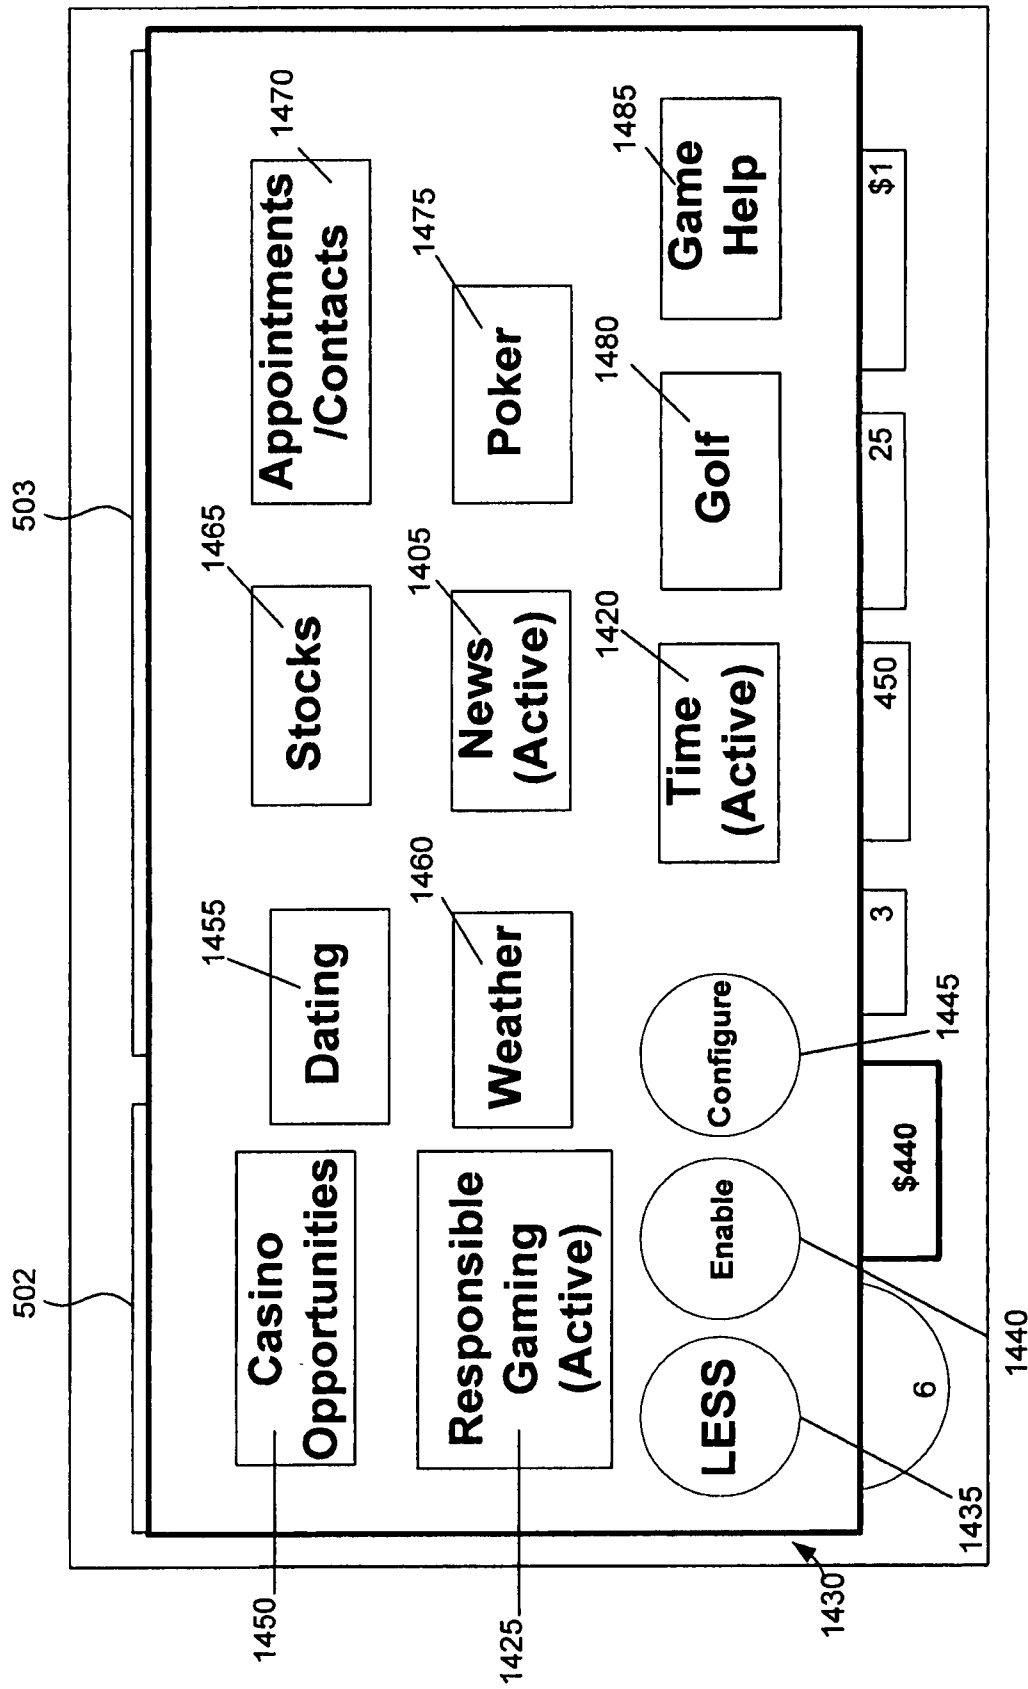 502
503
1450
Casino
Opportunities
1455
Dating
1465
Stocks
1470
Appointments
/Contacts
1425
Responsible
Gaming
(Active)
1460
Weather
1405
News
(Active)
1475
Poker
LESS
Enable
Configure
1420
Time
(Active)
1480
Golf
1485
Game
Help
1430
6
$440
3
450
25
$1
1435
1440
1445